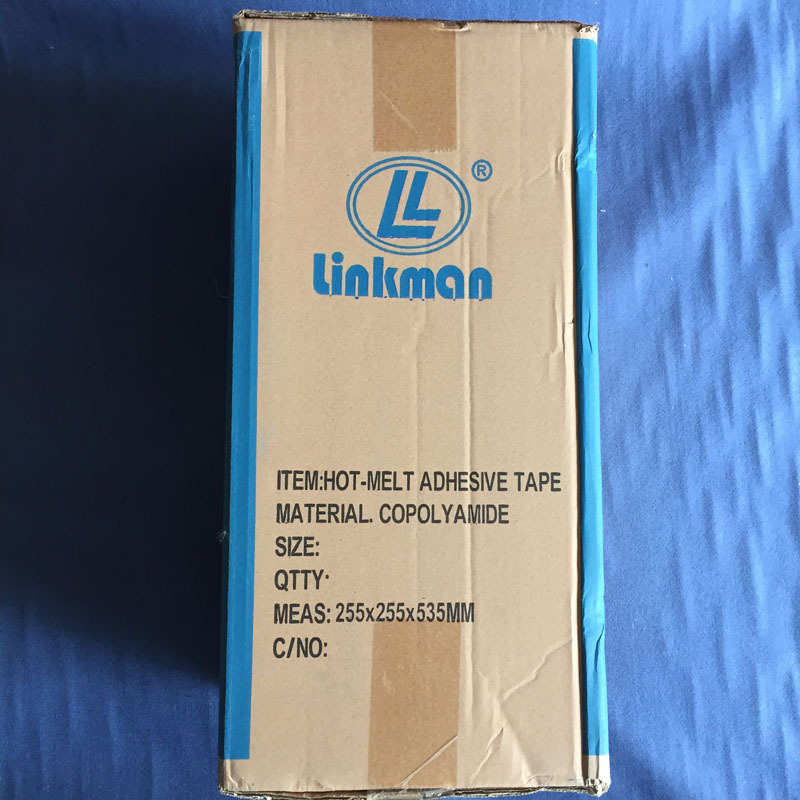 LL ®
Linkman
ITEM:HOT-MELT ADHESIVE TAPE
MATERIAL. COPOLYAMIDE
SIZE:
QTTY·
MEAS: 255x255x535MM
C/NO: